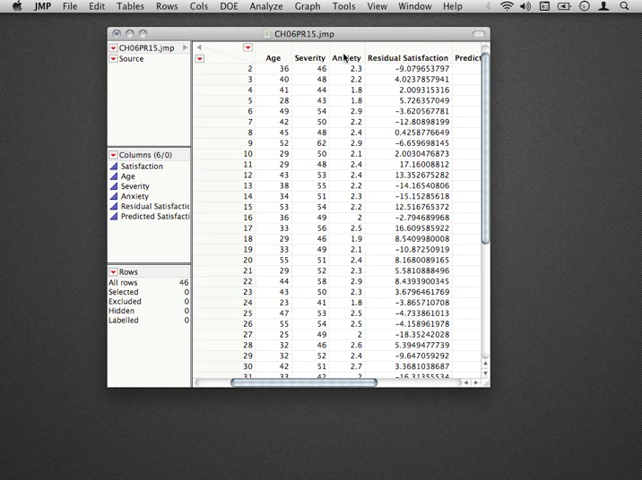 JMP File Edit Tables Rows Cols DOE Analyze Graph Tools View Window Help
CH06PR15.jmp
CH06PR15.jmp
Source
Columns (6/0)
Satisfaction
Age
Severity
Anxiety
Residual Satisfactic
Predicted Satisfacti
Rows
All rows 46
Selected 0
Excluded 0
Hidden 0
Labelled 0
Age Severity Anxiety Residual Satisfaction Predict
2 36 46 2.3 −9.079653797
3 40 48 2.2 4.0237857941
4 41 44 1.8 2.009315316
5 28 43 1.8 5.726357049
6 49 54 2.9 −3.620567781
7 42 50 2.2 −12.80898199
8 45 48 2.4 0.4258776649
9 52 62 2.9 −6.659698145
10 29 50 2.1 2.0030476873
11 29 48 2.4 17.16008812
12 43 53 2.4 13.352675282
13 38 55 2.2 −14.16540806
14 34 51 2.3 −15.15285618
15 53 54 2.2 12.516765372
16 36 49 2 −2.794689968
17 33 56 2.5 16.609585992
18 29 46 1.9 8.5409980008
19 33 49 2.1 −10.87250919
20 55 51 2.4 8.1680089165
21 29 52 2.3 5.5810888496
22 44 58 2.9 8.4393900345
23 43 50 2.3 3.6796461769
24 23 41 1.8 −3.865710708
25 47 53 2.5 −4.733861013
26 55 54 2.5 −4.158961978
27 25 49 2 −18.35242028
28 32 46 2.6 5.3949477739
29 32 52 2.4 −9.647059292
30 42 51 2.7 3.3681038687
31 33 42 2 −16.31355534